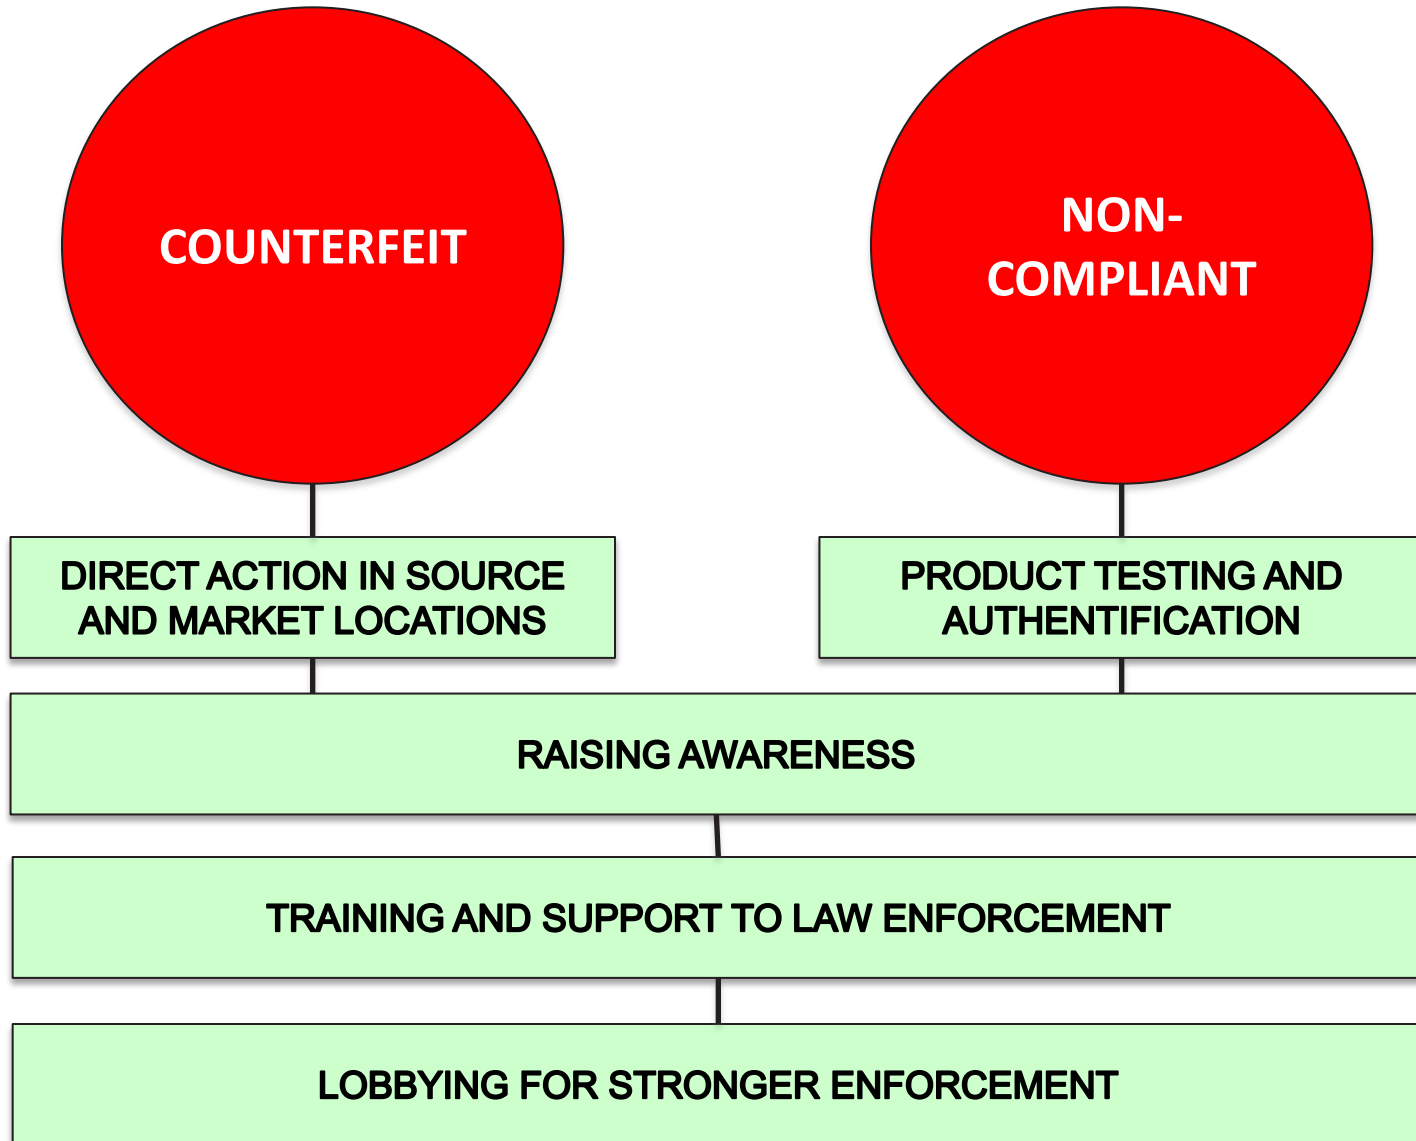 COUNTERFEIT
NON-
COMPLIANT
DIRECT ACTION IN SOURCE
AND MARKET LOCATIONS
PRODUCT TESTING AND
AUTHENTIFICATION
RAISING AWARENESS
TRAINING AND SUPPORT TO LAW ENFORCEMENT
LOBBYING FOR STRONGER ENFORCEMENT